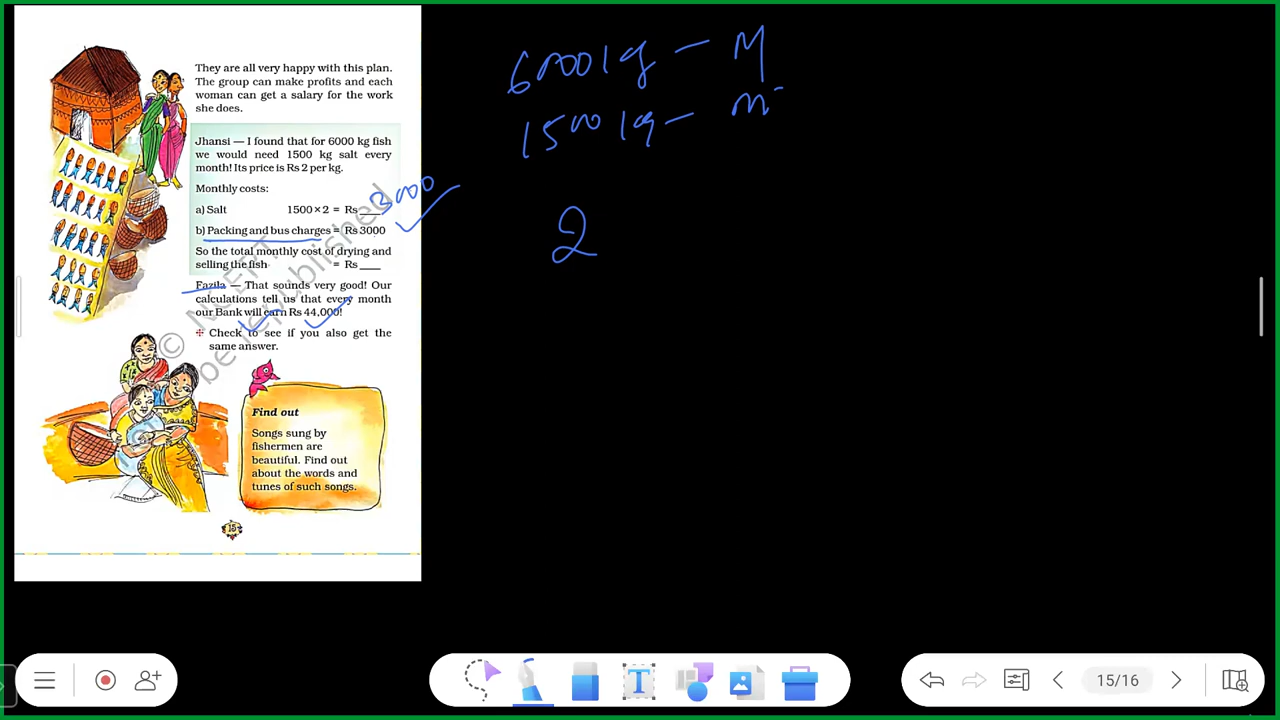 They are all very happy with this plan.
The group can make profits and each
woman can get a salary for the work
she does.
Jhansi — I found that for 6000 kg fish
we would need 1500 kg salt every
month! Its price is Rs 2 per kg.
Monthly costs:
a) Salt 1500 × 2 = Rs ___ 3000
b) Packing and bus charges = Rs 3000
So the total monthly cost of drying and
selling the fish = Rs ___
Fazila — That sounds very good! Our
calculations tell us that every month
our Bank will earn Rs 44,000!
Check to see if you also get the
same answer.
Find out
Songs sung by
fishermen are
beautiful. Find out
about the words and
tunes of such songs.
15
© NCERT
be republished
6000 kg — M
1500 kg — M
2
T
15/16